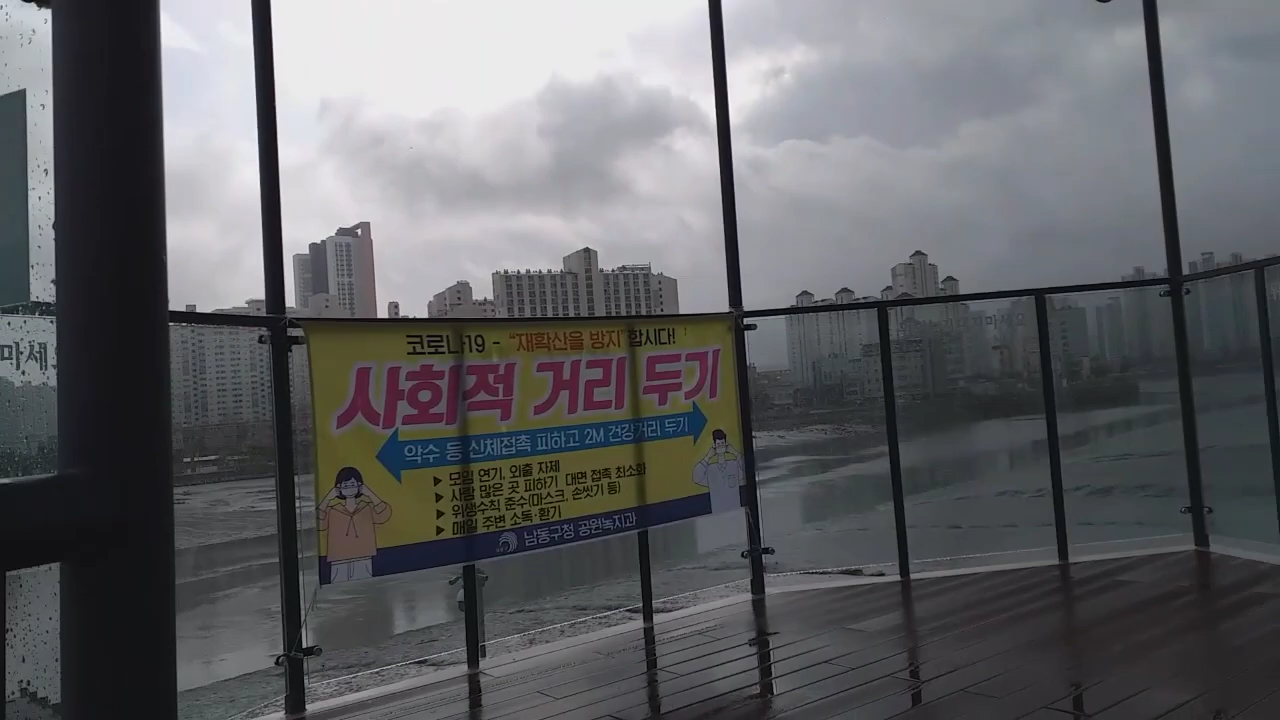 마세
코로나19 - "재확산을 방지"합시다!
사회적 거리 두기
악수 등 신체접촉 피하고 2M 건강거리 두기
▶ 모임 연기, 외출 자제
▶ 사람 많은 곳 피하기, 대면 접촉 최소화
▶ 위생수칙 준수(마스크, 손씻기 등)
▶ 매일 주변 소독·환기
남동구청 공원녹지과